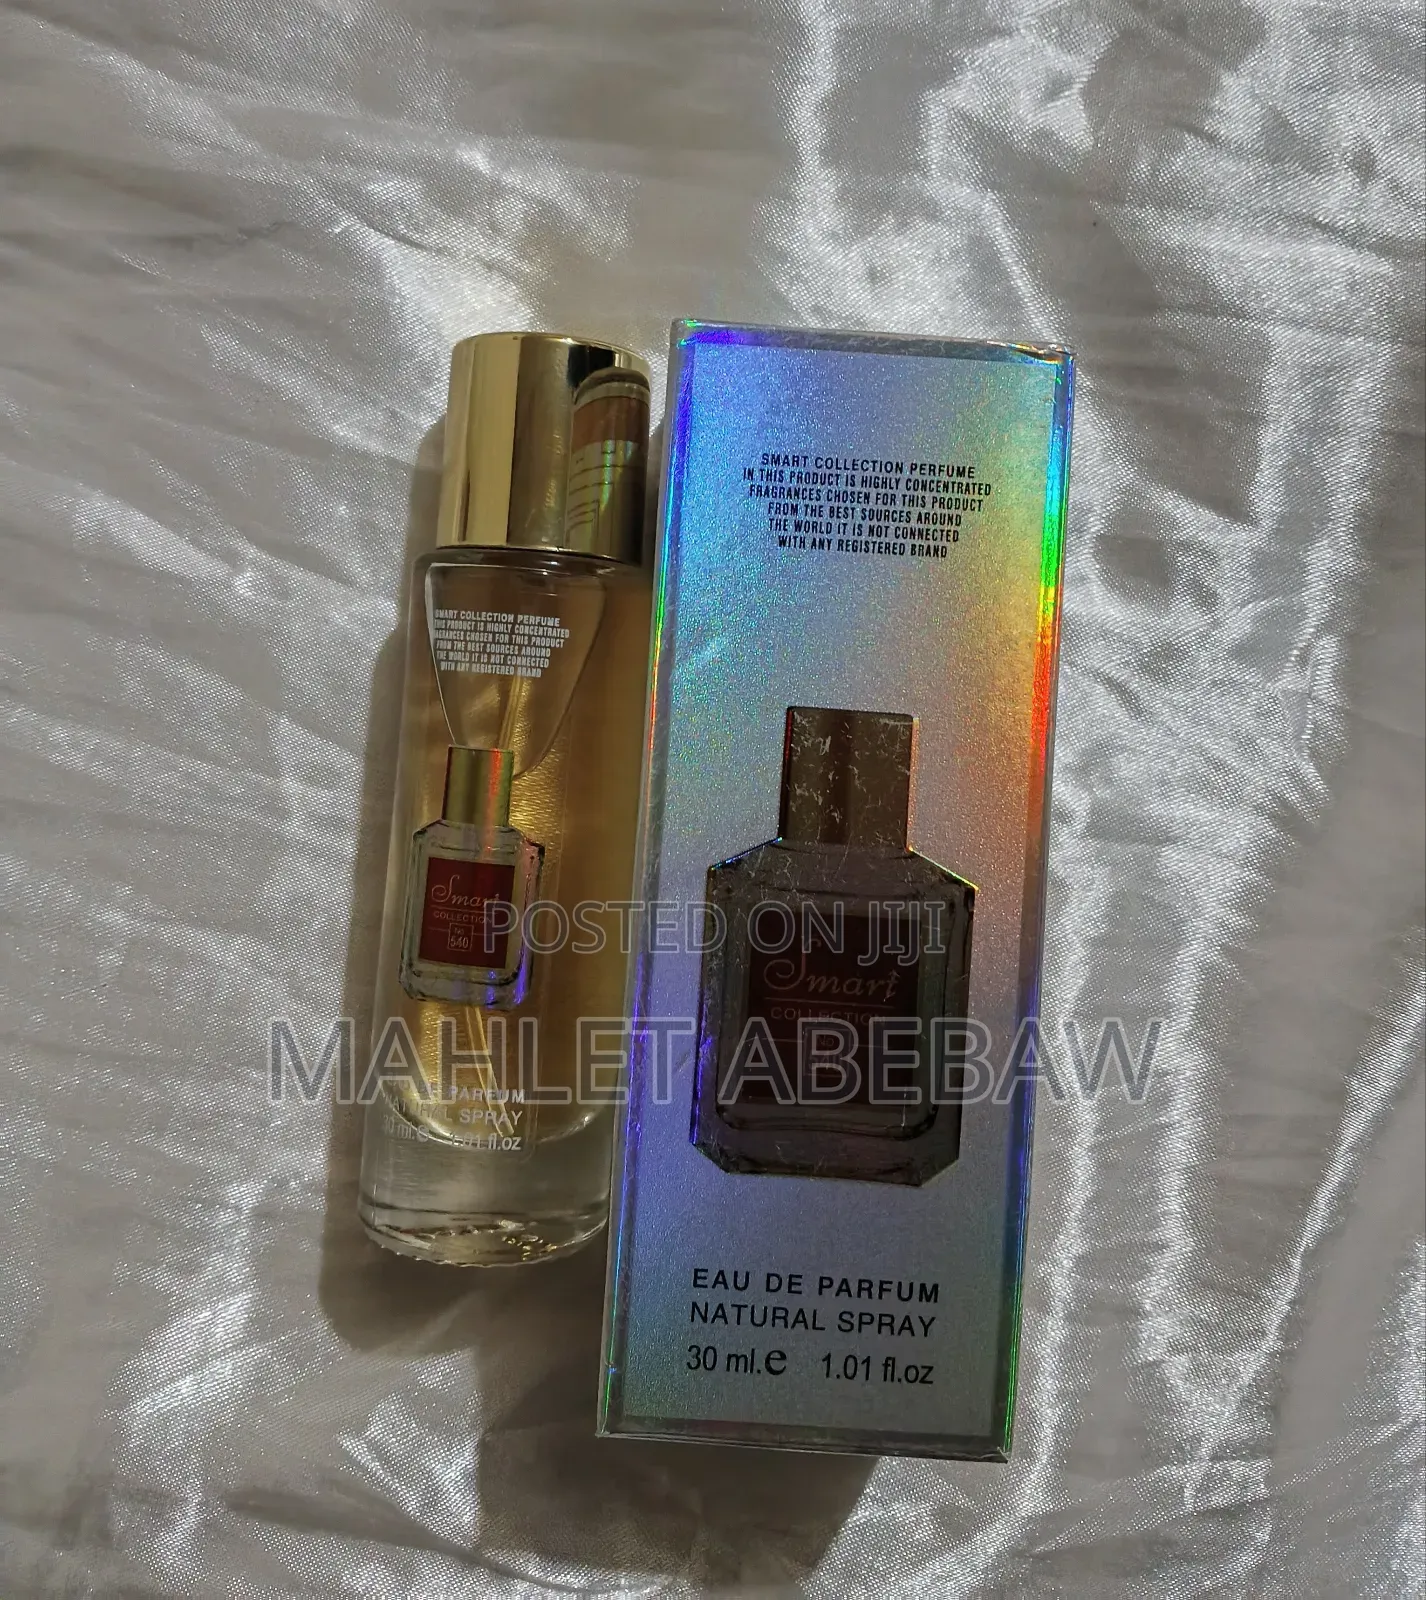 SMART COLLECTION PERFUME
IN THIS PRODUCT IS HIGHLY CONCENTRATED
FRAGRANCES CHOSEN FOR THIS PRODUCT
FROM THE BEST SOURCES AROUND
THE WORLD IT IS NOT CONNECTED
WITH ANY REGISTERED BRAND
SMART COLLECTION PERFUME
THIS PRODUCT IS HIGHLY CONCENTRATED
FRAGRANCES CHOSEN FOR THIS PRODUCT
FROM THE BEST SOURCES AROUND
THE WORLD IT IS NOT CONNECTED
WITH ANY REGISTERED BRAND
Smart
COLLECTION
No
540
Smart
COLLECTION
POSTED ON JIJI
MAHLET ABEBAW
PARFUM
NATURAL SPRAY
30 ml.e 1.01 fl.oz
EAU DE PARFUM
NATURAL SPRAY
30 ml.e 1.01 fl.oz